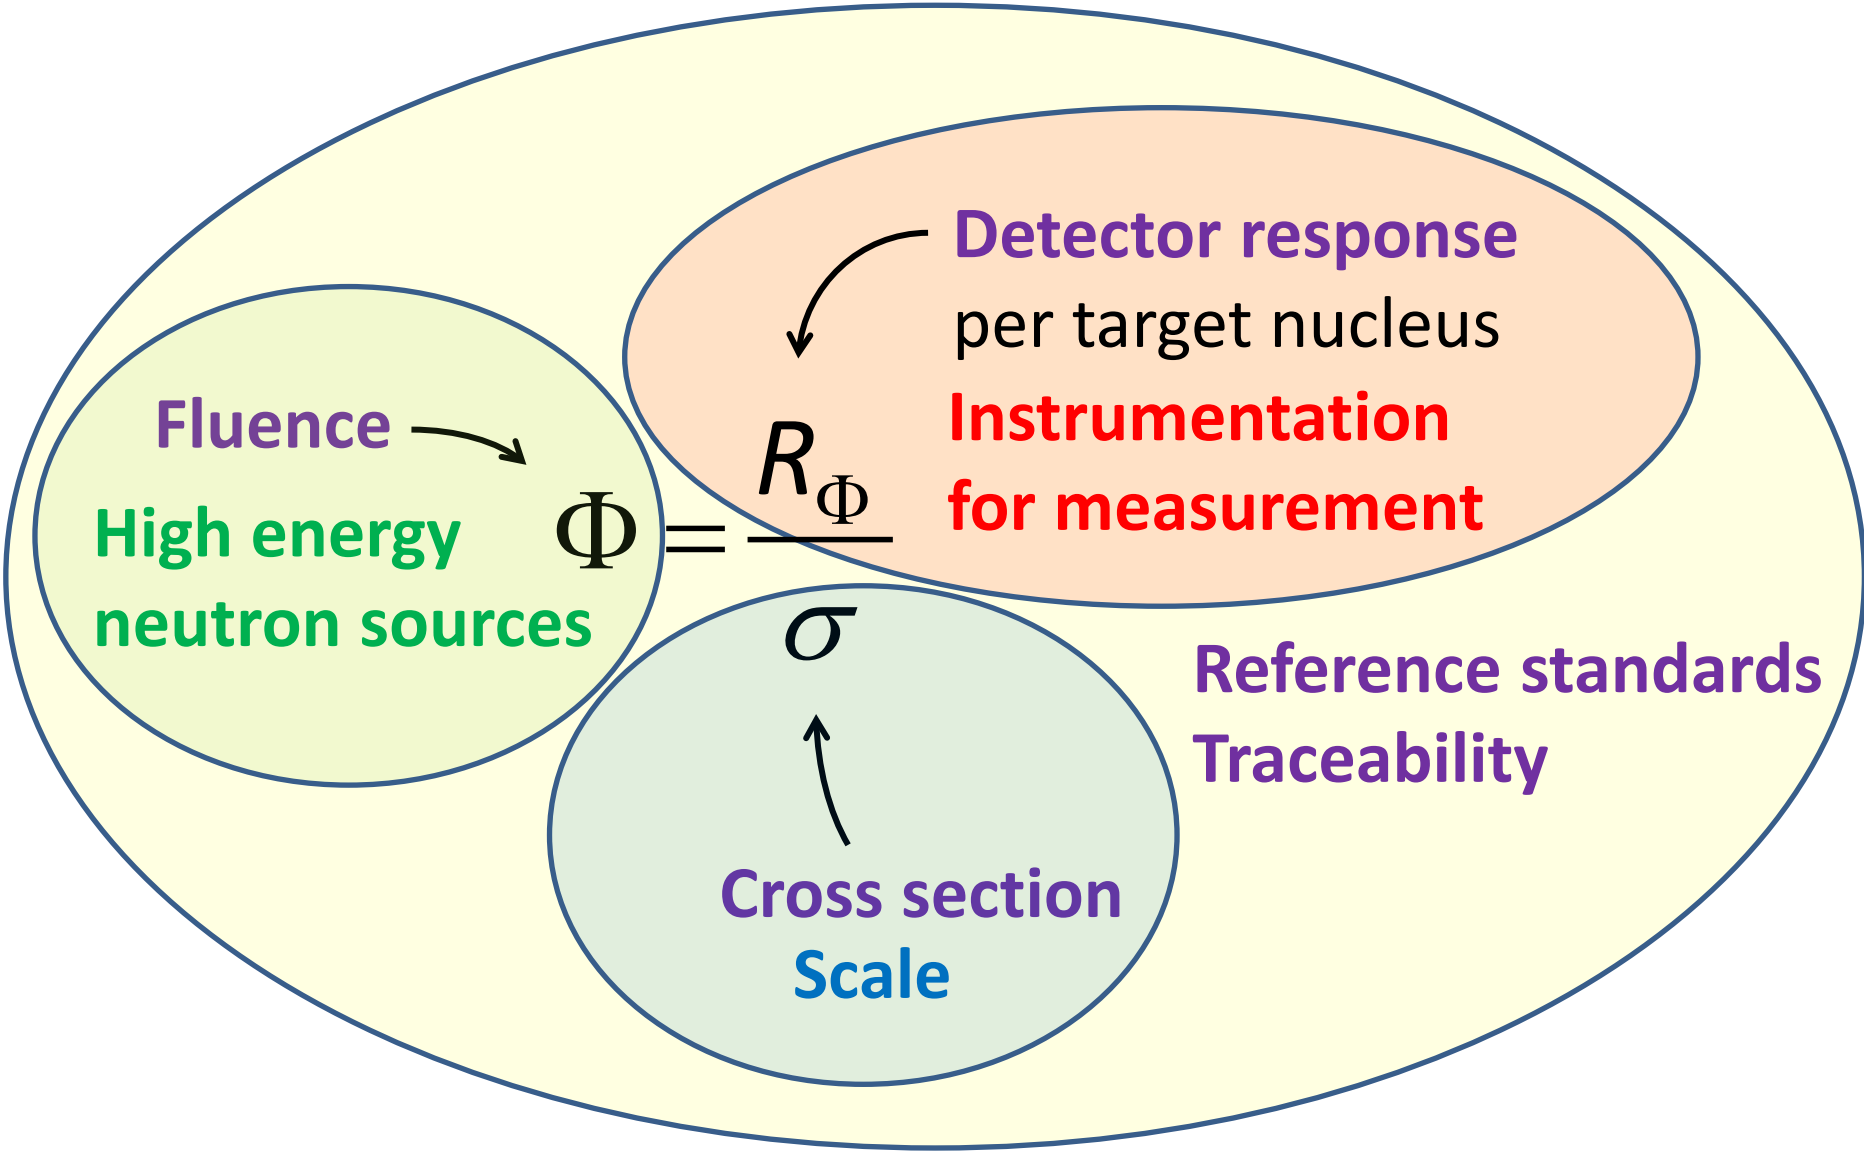 Detector response
per target nucleus
Instrumentation
for measurement
Fluence
High energy
neutron sources
Φ = R_Φ / σ
Cross section
Scale
Reference standards
Traceability